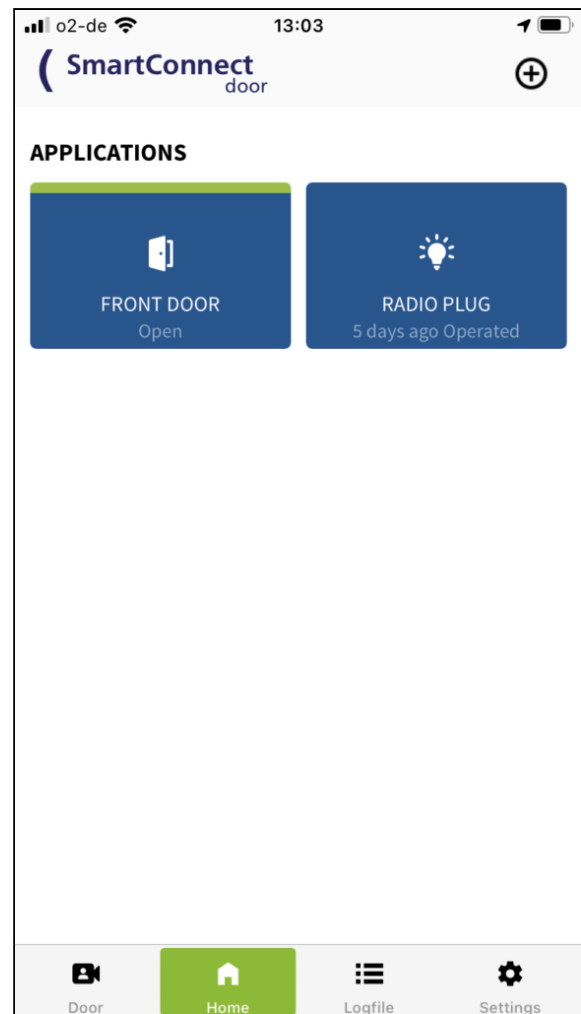 o2-de 13:03
SmartConnect
door
APPLICATIONS
FRONT DOOR RADIO PLUG
Open 5 days ago Operated
Door Home Logfile Settings